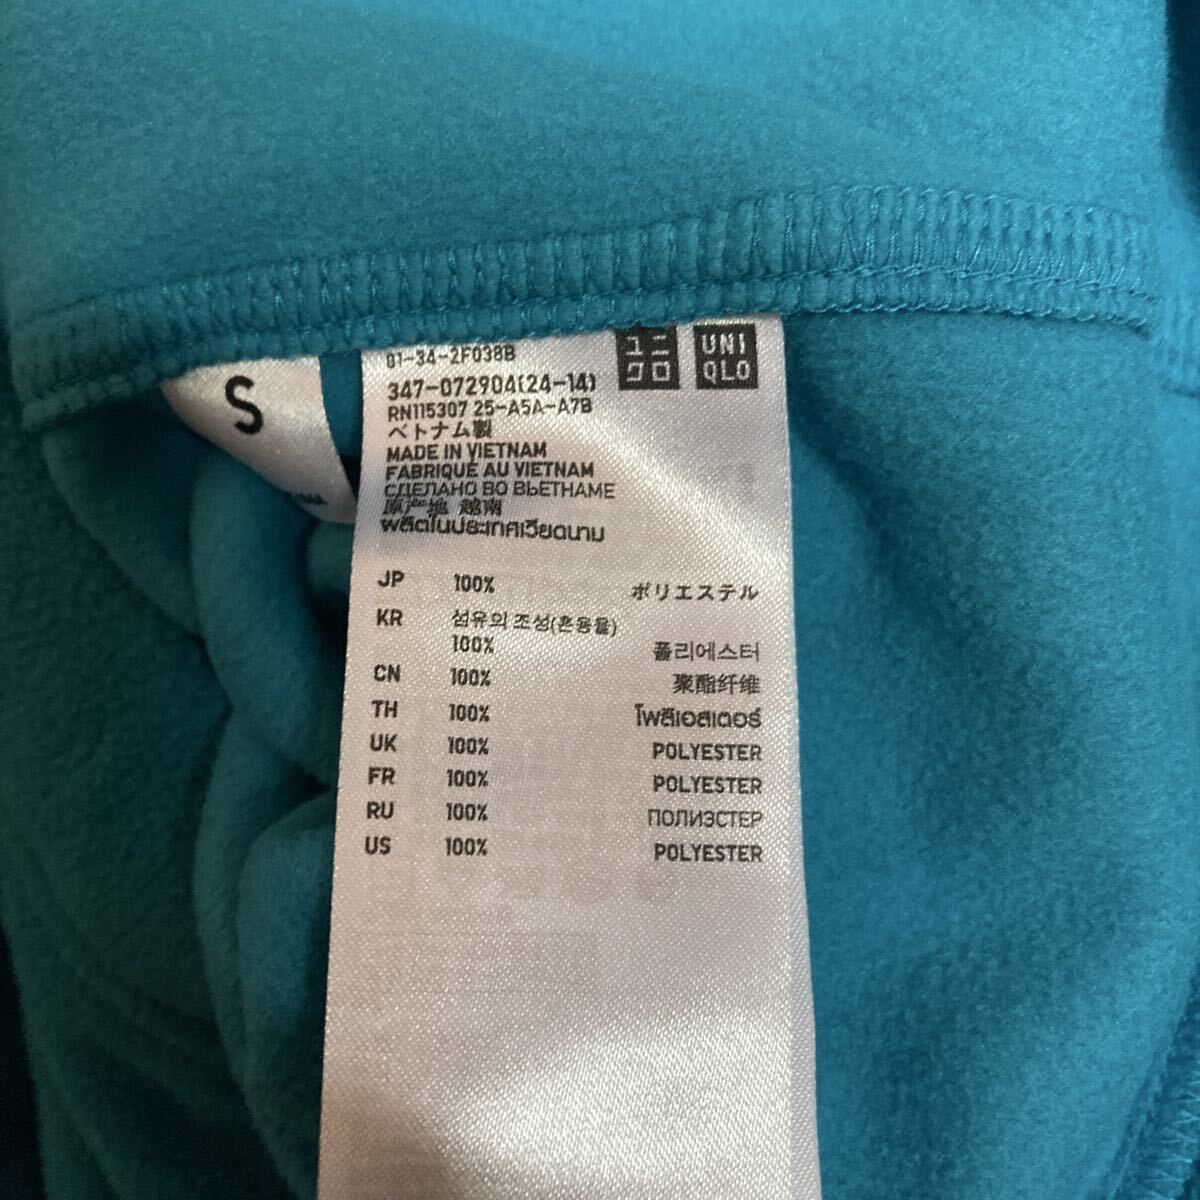 S
01-34-2F038B
347-072904(24-14)
RN115307 25-A5A-A7B
ユニ
クロ
UNI
QLO
ベトナム製
MADE IN VIETNAM
FABRIQUÉ AU VIETNAM
СДЕЛАНО ВО ВЬЕТНАМЕ
原产地 越南
ผลิตในประเทศเวียดนาม
JP 100% ポリエステル
KR 섬유의 조성(혼용율)
100% 폴리에스터
CN 100% 聚酯纤维
TH 100% โพลีเอสเตอร์
UK 100% POLYESTER
FR 100% POLYESTER
RU 100% ПОЛИЭСТЕР
US 100% POLYESTER